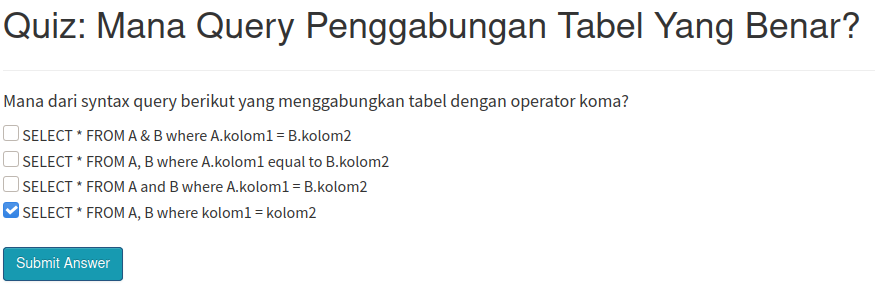 Quiz: Mana Query Penggabungan Tabel Yang Benar?
Mana dari syntax query berikut yang menggabungkan tabel dengan operator koma?
SELECT * FROM A & B where A.kolom1 = B.kolom2
SELECT * FROM A, B where A.kolom1 equal to B.kolom2
SELECT * FROM A and B where A.kolom1 = B.kolom2
SELECT * FROM A, B where kolom1 = kolom2
Submit Answer